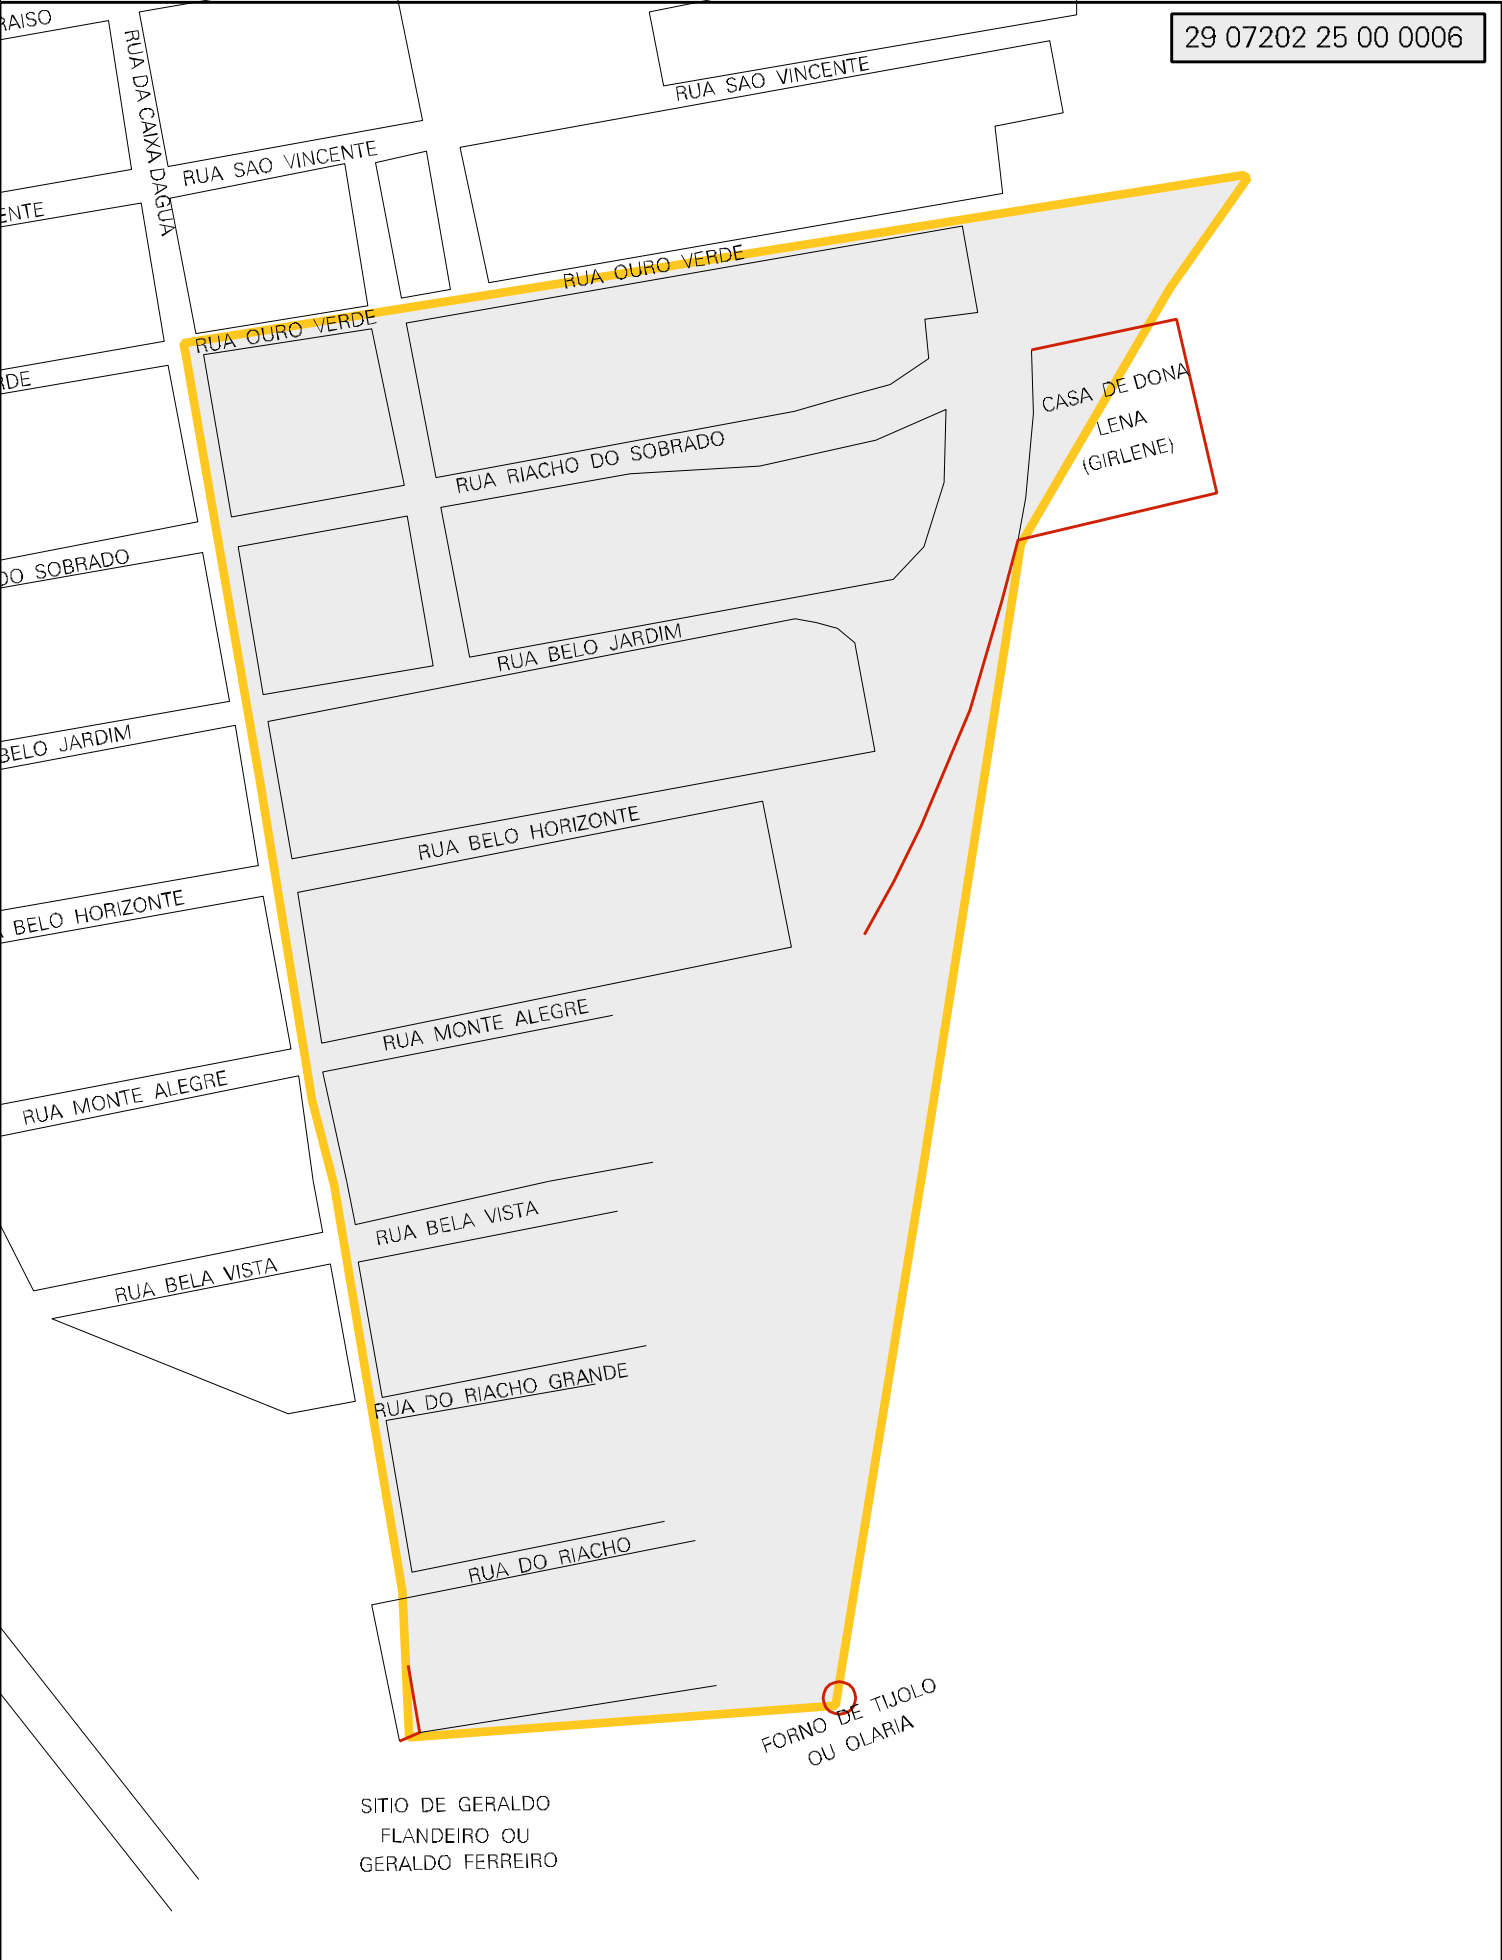 RAISO
29 07202 25 00 0006
RUA DA CAIXA DAGUA
RUA SAO VINCENTE
RUA SAO VINCENTE
ENTE
RUA OURO VERDE
RUA OURO VERDE
RDE
CASA DE DONA
LENA
(GIRLENE)
RUA RIACHO DO SOBRADO
DO SOBRADO
RUA BELO JARDIM
BELO JARDIM
RUA BELO HORIZONTE
A BELO HORIZONTE
RUA MONTE ALEGRE
RUA MONTE ALEGRE
RUA BELA VISTA
RUA BELA VISTA
RUA DO RIACHO GRANDE
RUA DO RIACHO
FORNO DE TIJOLO
OU OLARIA
SITIO DE GERALDO
FLANDEIRO OU
GERALDO FERREIRO